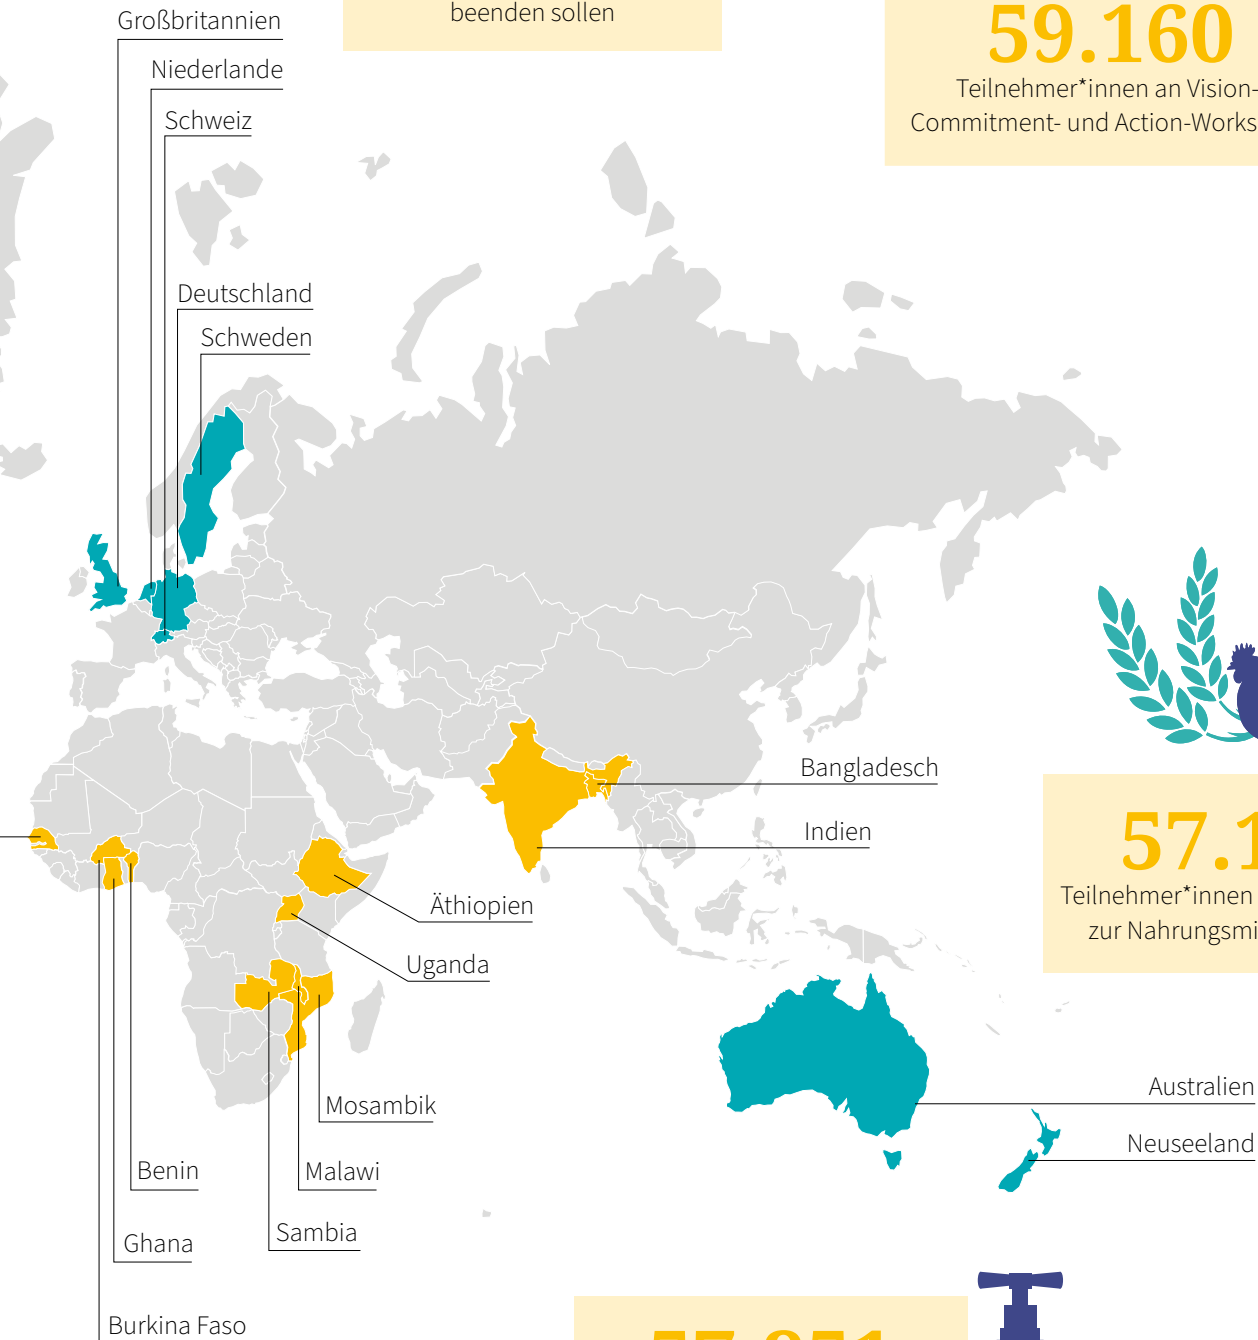 Großbritannien
beenden sollen
59.160
Teilnehmer*innen an Vision-
Commitment- und Action-Works
Niederlande
Schweiz
Deutschland
Schweden
Bangladesch
Indien
57.1
Teilnehmer*innen
zur Nahrungsmi
Äthiopien
Uganda
Australien
Mosambik
Neuseeland
Benin
Malawi
Sambia
Ghana
Burkina Faso